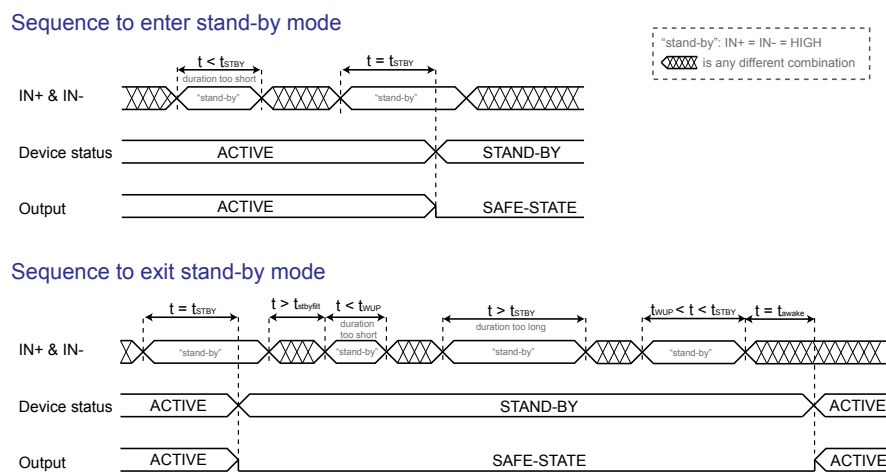 Sequence to enter stand-by mode
"stand-by": IN+ = IN- = HIGH
is any different combination
t < tSTBY
t = tSTBY
duration too short
IN+ & IN-
"stand-by"
"stand-by"
Device status
ACTIVE
STAND-BY
Output
ACTIVE
SAFE-STATE
Sequence to exit stand-by mode
t = tSTBY
t > tstbyfilt
t < tWUP
t > tSTBY
tWUP < t < tSTBY
t = tawake
duration
too short
duration too long
IN+ & IN-
"stand-by"
"stand-by"
"stand-by"
"stand-by"
Device status
ACTIVE
STAND-BY
ACTIVE
Output
ACTIVE
SAFE-STATE
ACTIVE